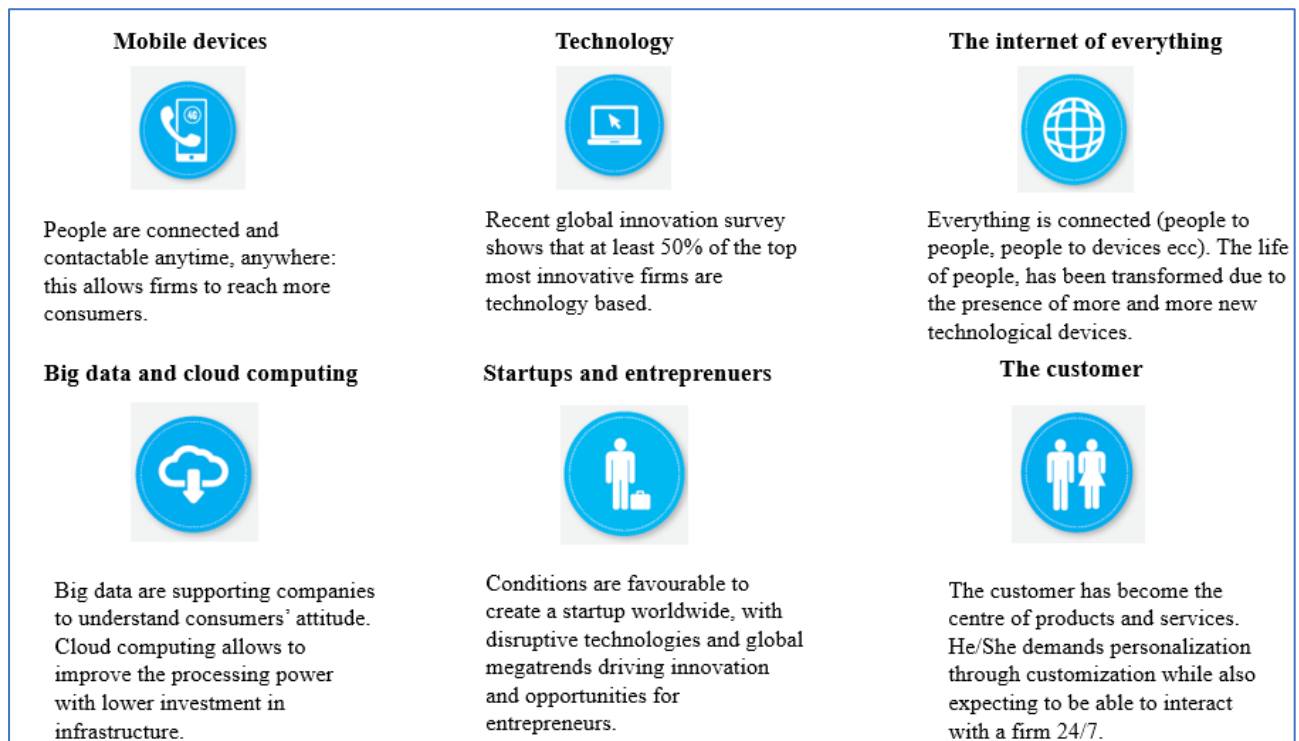 Mobile devices
4G
People are connected and
contactable anytime, anywhere:
this allows firms to reach more
consumers.
Technology
Recent global innovation survey
shows that at least 50% of the top
most innovative firms are
technology based.
The internet of everything
Everything is connected (people to
people, people to devices ecc). The life
of people, has been transformed due to
the presence of more and more new
technological devices.
Big data and cloud computing
Big data are supporting companies
to understand consumers’ attitude.
Cloud computing allows to
improve the processing power
with lower investment in
infrastructure.
Startups and entreprenuers
Conditions are favourable to
create a startup worldwide, with
disruptive technologies and global
megatrends driving innovation
and opportunities for
entrepreneurs.
The customer
The customer has become the
centre of products and services.
He/She demands personalization
through customization while also
expecting to be able to interact
with a firm 24/7.